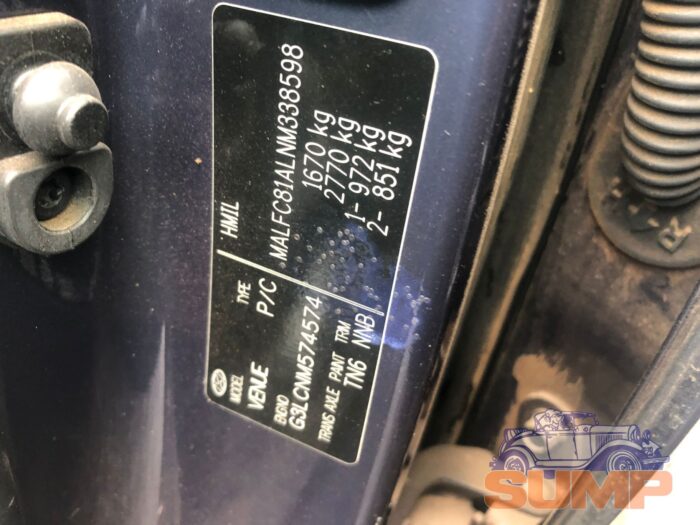 HMIL
MALFC81ALNM338598
1670 kg
2770 kg
1- 972 kg
2- 851 kg
MODEL TYPE
VENUE P/C
ENGNO
G3LCNM574574
TRANS AXLE PAINT TRIM
TN6 NNB
SUMP